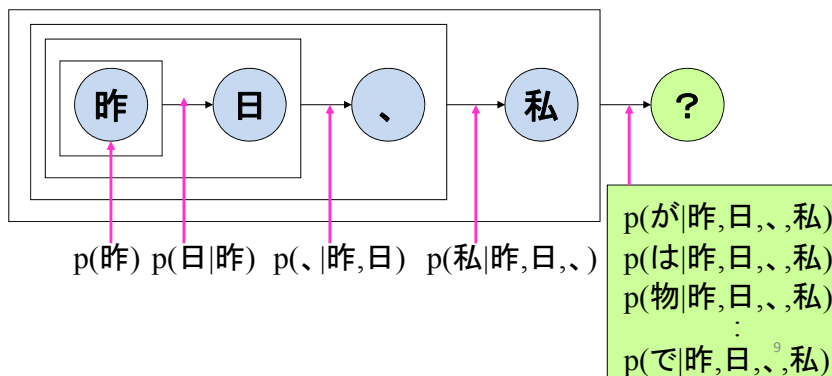 昨 日 、 私 ?
p(昨) p(日|昨) p(、|昨,日) p(私|昨,日,、)
p(が|昨,日,、,私)
p(は|昨,日,、,私)
p(物|昨,日,、,私)
:
p(で|昨,日,、,私)
9